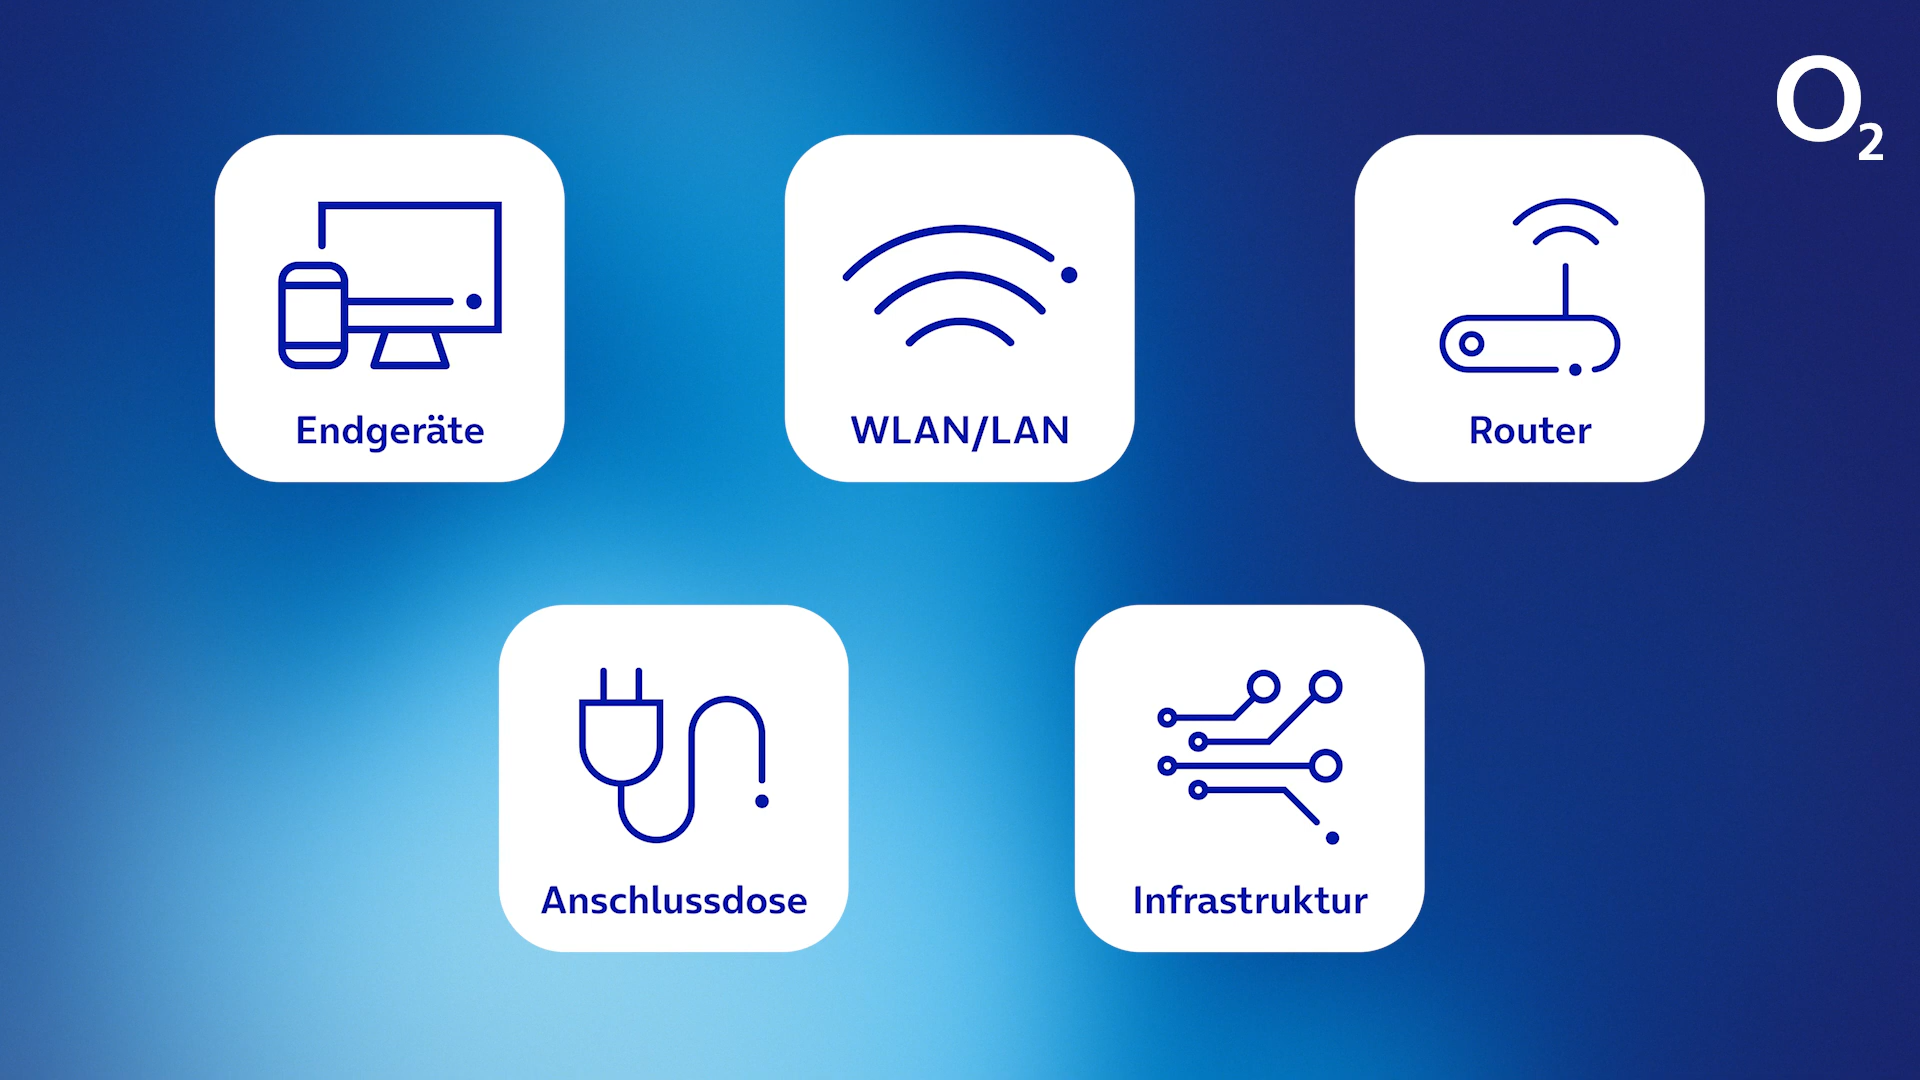 O2
Endgeräte
WLAN/LAN
Router
Anschlussdose
Infrastruktur